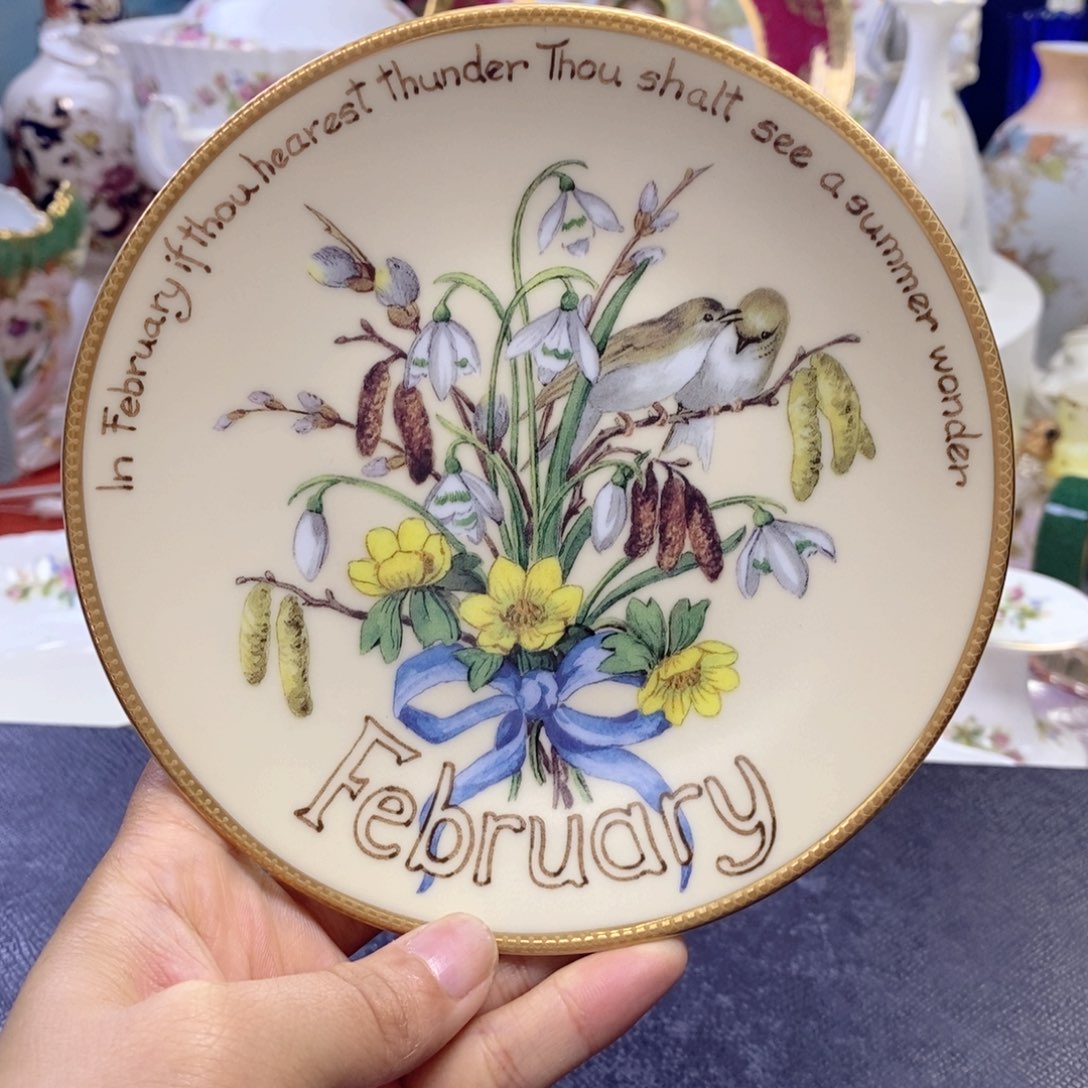 In February if thou hearest thunder Thou shalt see a summer wonder
February